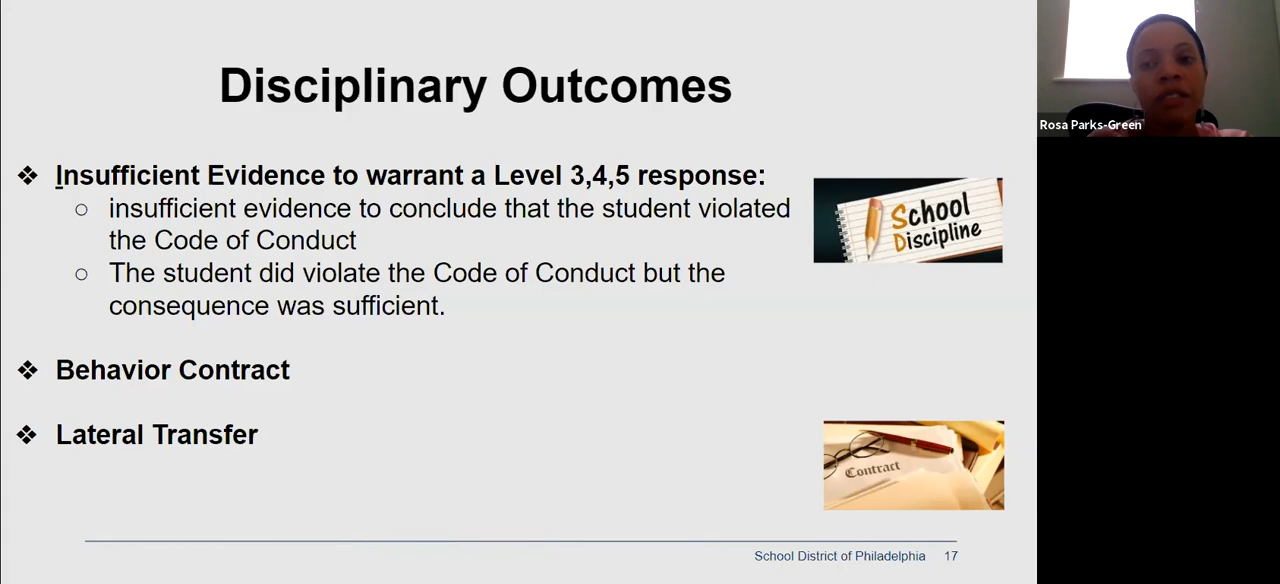 Disciplinary Outcomes
Rosa Parks-Green
❖ Insufficient Evidence to warrant a Level 3,4,5 response:
○ insufficient evidence to conclude that the student violated
the Code of Conduct
○ The student did violate the Code of Conduct but the
consequence was sufficient.
School
Discipline
❖ Behavior Contract
❖ Lateral Transfer
Contract
School District of Philadelphia 17